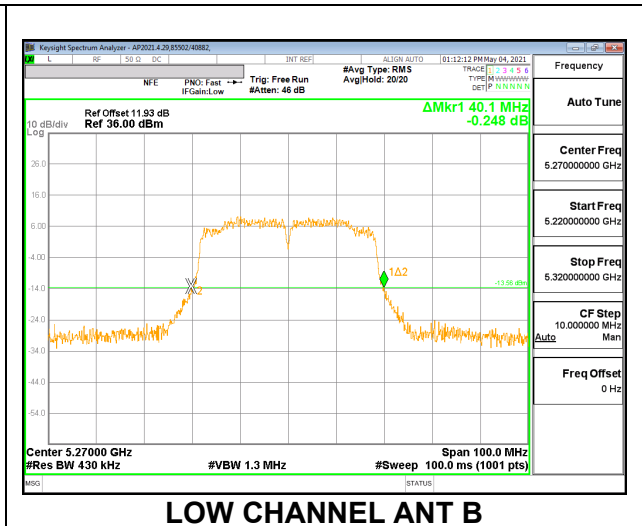 Keysight Spectrum Analyzer - AP2021.4.29,85502/40882,
L RF 50 Ω DC INT REF ALIGN AUTO 01:12:12 PM May 04, 2021
NFE PNO: Fast Trig: Free Run #Avg Type: RMS TRACE 1 2 3 4 5 6
IFGain:Low #Atten: 46 dB Avg|Hold: 20/20 TYPE M WWWWW
DET P N N N N N
Frequency
ΔMkr1 40.1 MHz
-0.248 dB
Ref Offset 11.93 dB
10 dB/div Ref 36.00 dBm
Log
26.0
16.0
6.00
-4.00
-14.0
-24.0
-34.0
-44.0
-54.0
X2
1Δ2
-13.56 dBm
Center 5.27000 GHz Span 100.0 MHz
#Res BW 430 kHz #VBW 1.3 MHz #Sweep 100.0 ms (1001 pts)
Auto Tune
Center Freq
5.270000000 GHz
Start Freq
5.220000000 GHz
Stop Freq
5.320000000 GHz
CF Step
10.000000 MHz
Auto Man
Freq Offset
0 Hz
MSG STATUS
LOW CHANNEL ANT B